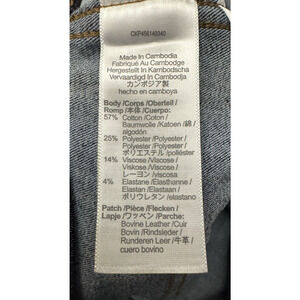 CKF456140040
Made In Cambodia
Fabriqué Au Cambodge
Hergestellt In Kambodscha
Vervaardigd In Cambodja
カンボジア製
hecho en camboya
Body/Corps/Oberteil/
Romp/本体/Cuerpo:
57% Cotton/Coton/
Baumwolle/Katoen/綿/
algodón
25% Polyester/Polyester/
Polyester/Polyester/
ポリエステル/poliéster
14% Viscose/Viscose/
Viskose/Viscose/
レーヨン/viscosa
4% Elastane/Élasthanne/
Elastan/Elastaan/
ポリウレタン/elastano
Patch/Pièce/Flecken/
Lapje/ワッペン/Parche:
Bovine Leather/Cuir
Bovin/Rindsleder/
Runderen Leer/牛革/
cuero bovino